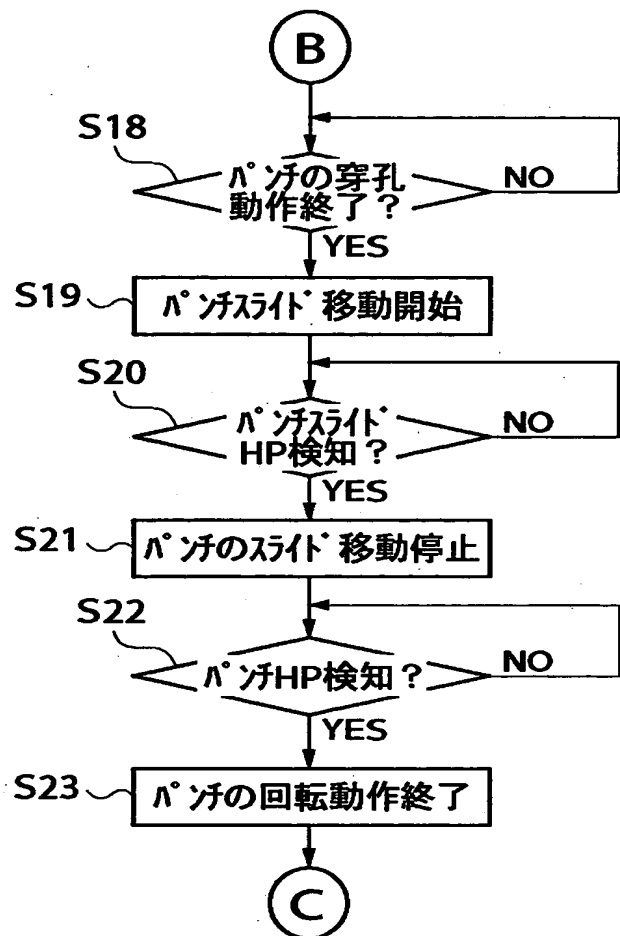 B
S18
パンチの穿孔
動作終了?
NO
YES
S19
パンチスライド移動開始
S20
パンチスライド
HP検知?
NO
YES
S21
パンチのスライド移動停止
S22
パンチHP検知?
NO
YES
S23
パンチの回転動作終了
C